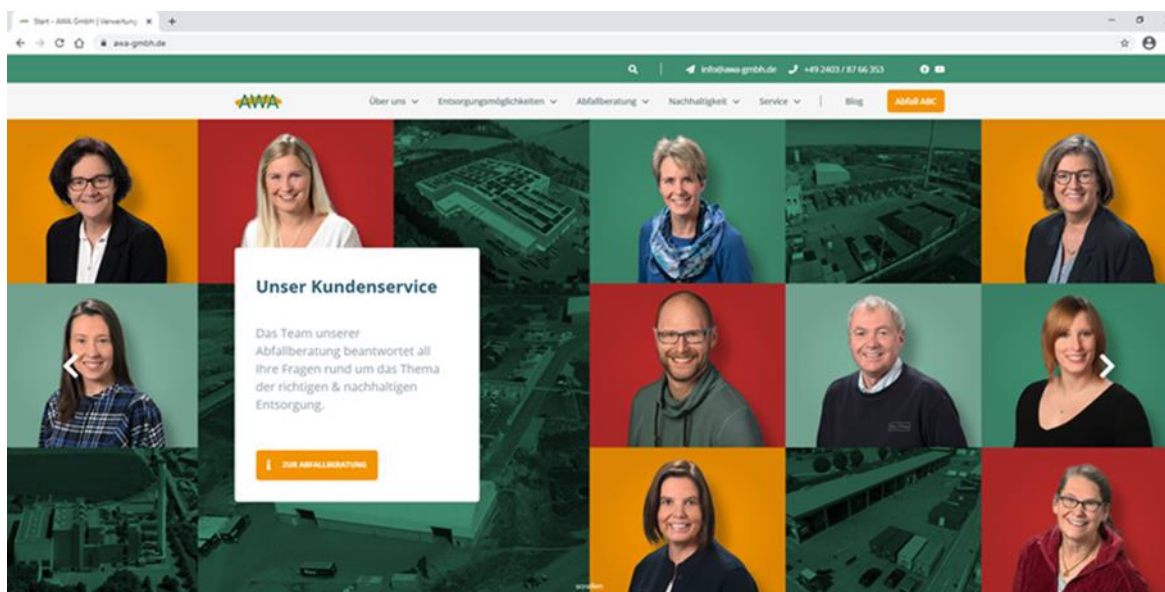 Start - AWA GmbH | Verwertung
awa-gmbh.de
info@awa-gmbh.de
+49 2403 / 87 66 353
AWA
Über uns
Entsorgungsmöglichkeiten
Abfallberatung
Nachhaltigkeit
Service
Blog
Abfall ABC
Unser Kundenservice
Das Team unserer
Abfallberatung beantwortet all
Ihre Fragen rund um das Thema
der richtigen & nachhaltigen
Entsorgung.
ZUR ABFALLBERATUNG
scrollen